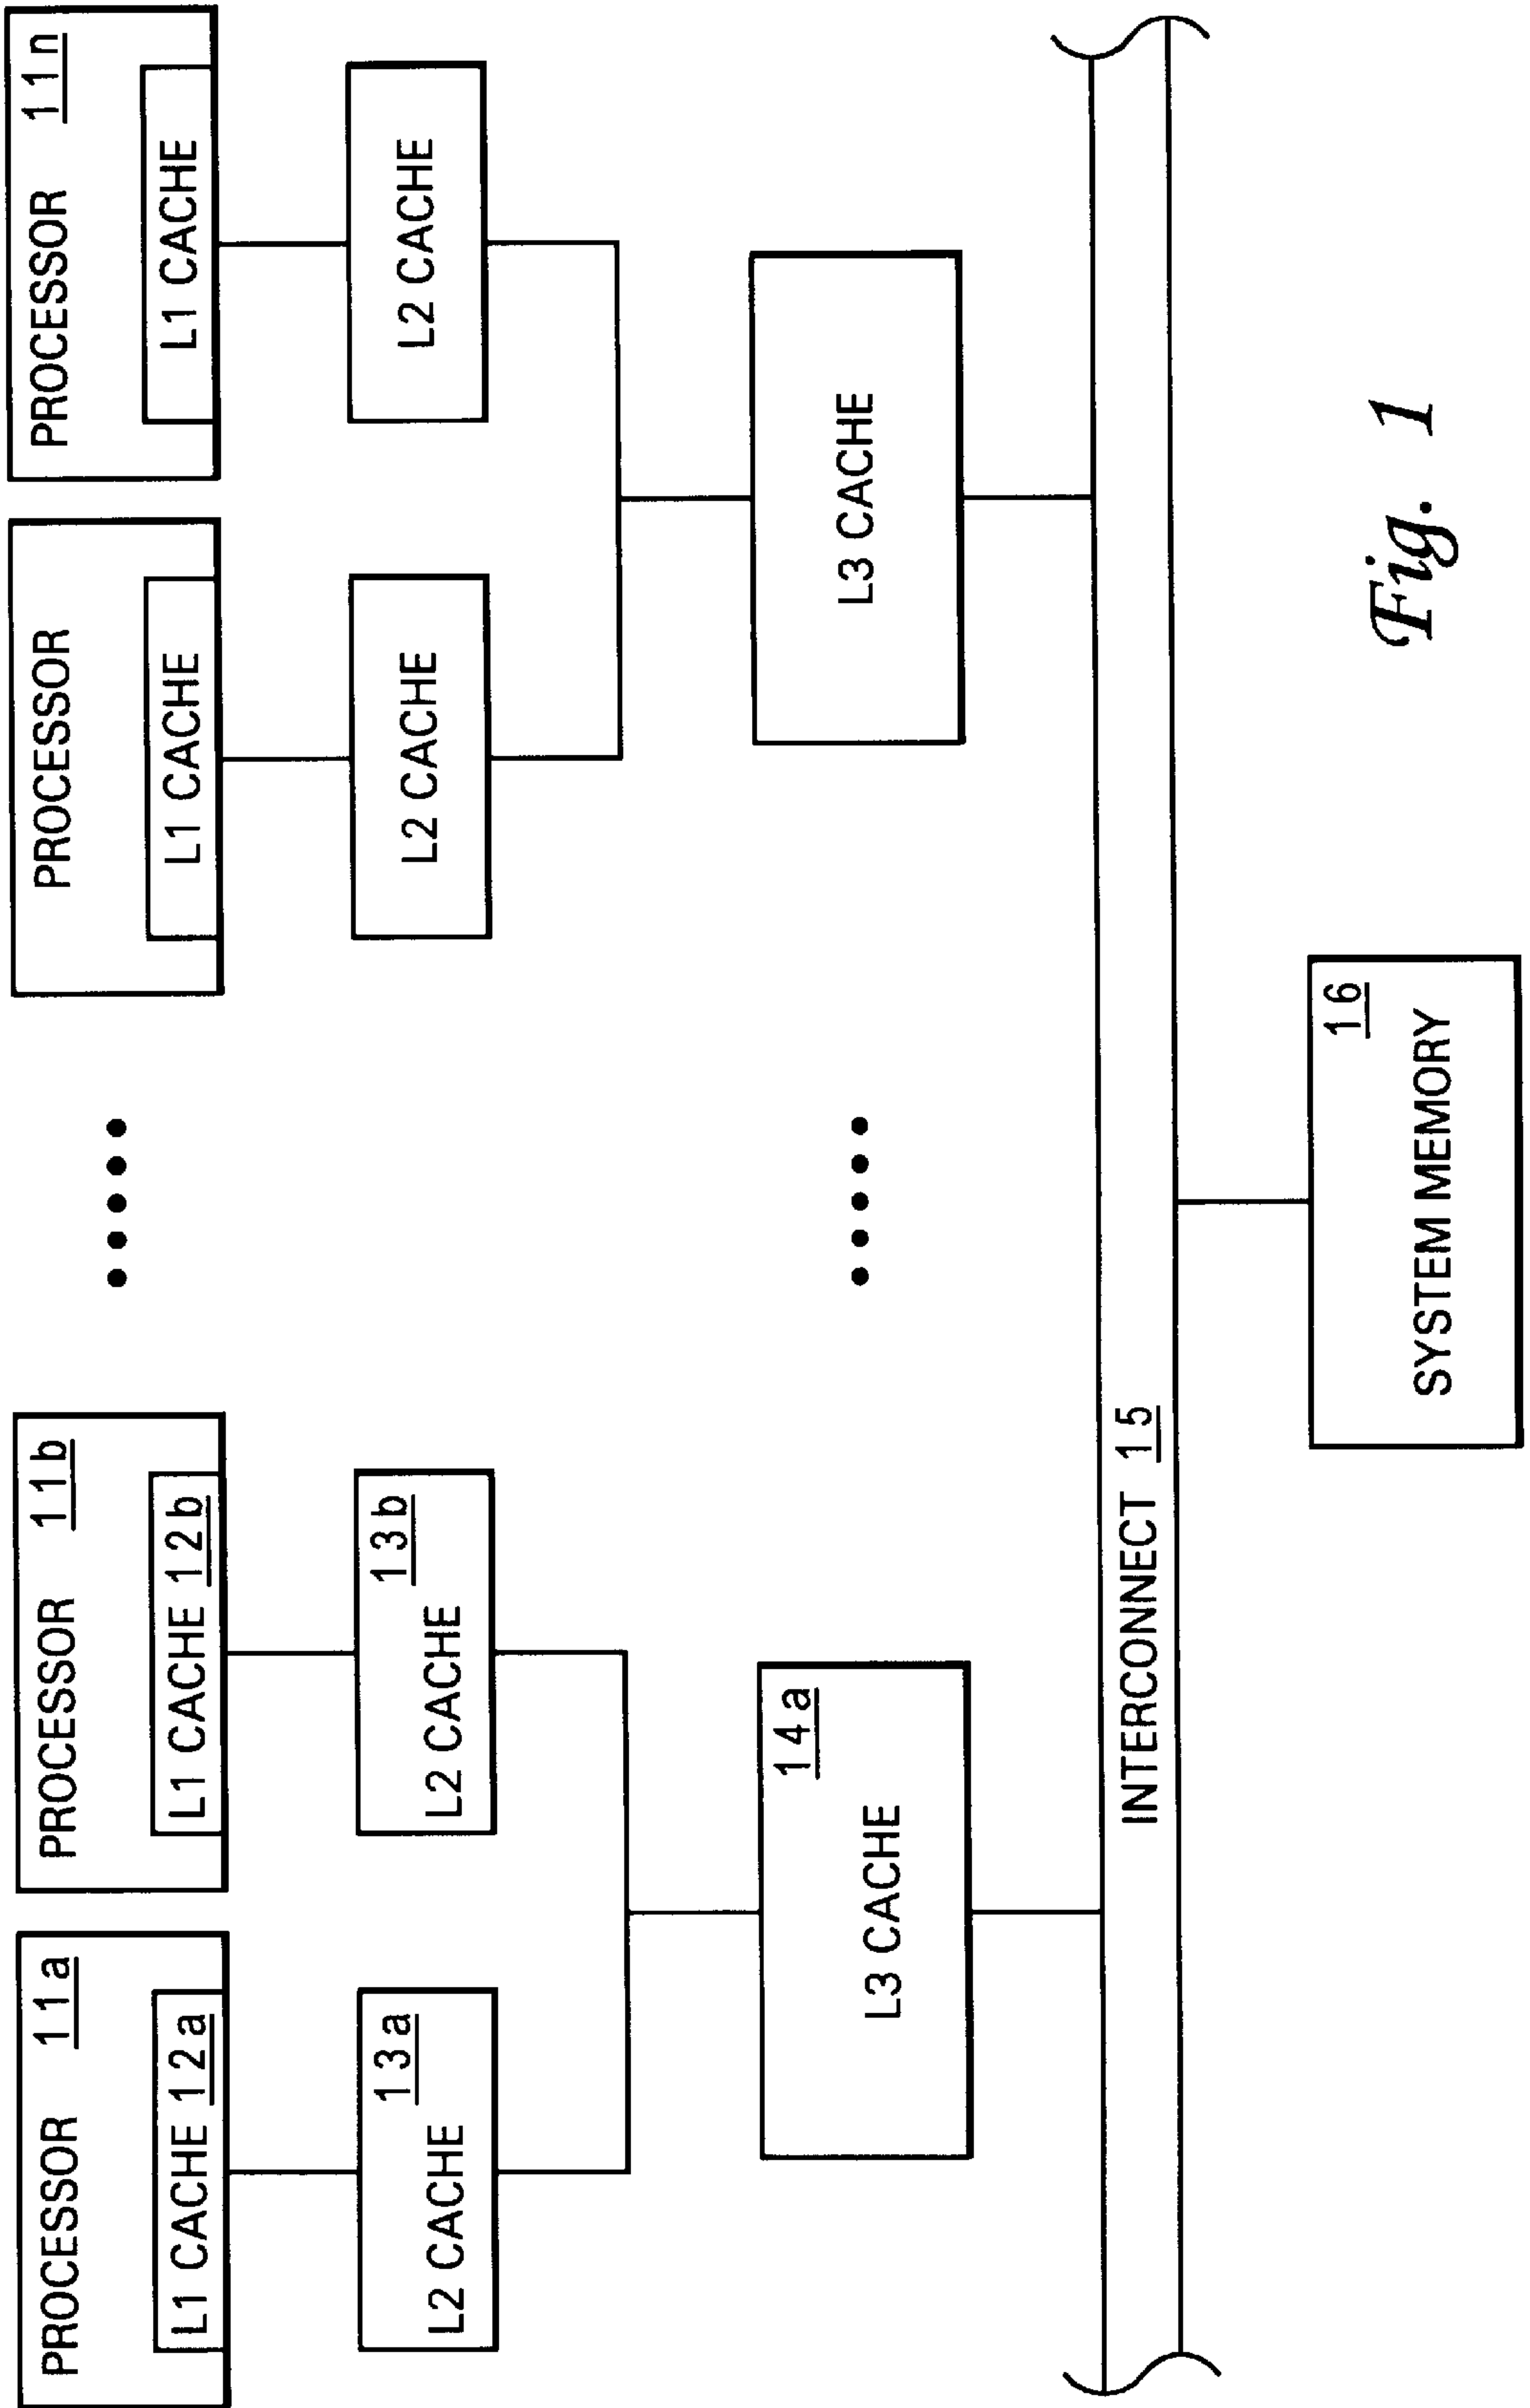 PROCESSOR 11a
L1 CACHE 12a
PROCESSOR 11b
L1 CACHE 12b
PROCESSOR
L1 CACHE
PROCESSOR 11n
L1 CACHE
13a
L2 CACHE
13b
L2 CACHE
L2 CACHE
L2 CACHE
14a
L3 CACHE
L3 CACHE
INTERCONNECT 15
16
SYSTEM MEMORY
Fig. 1